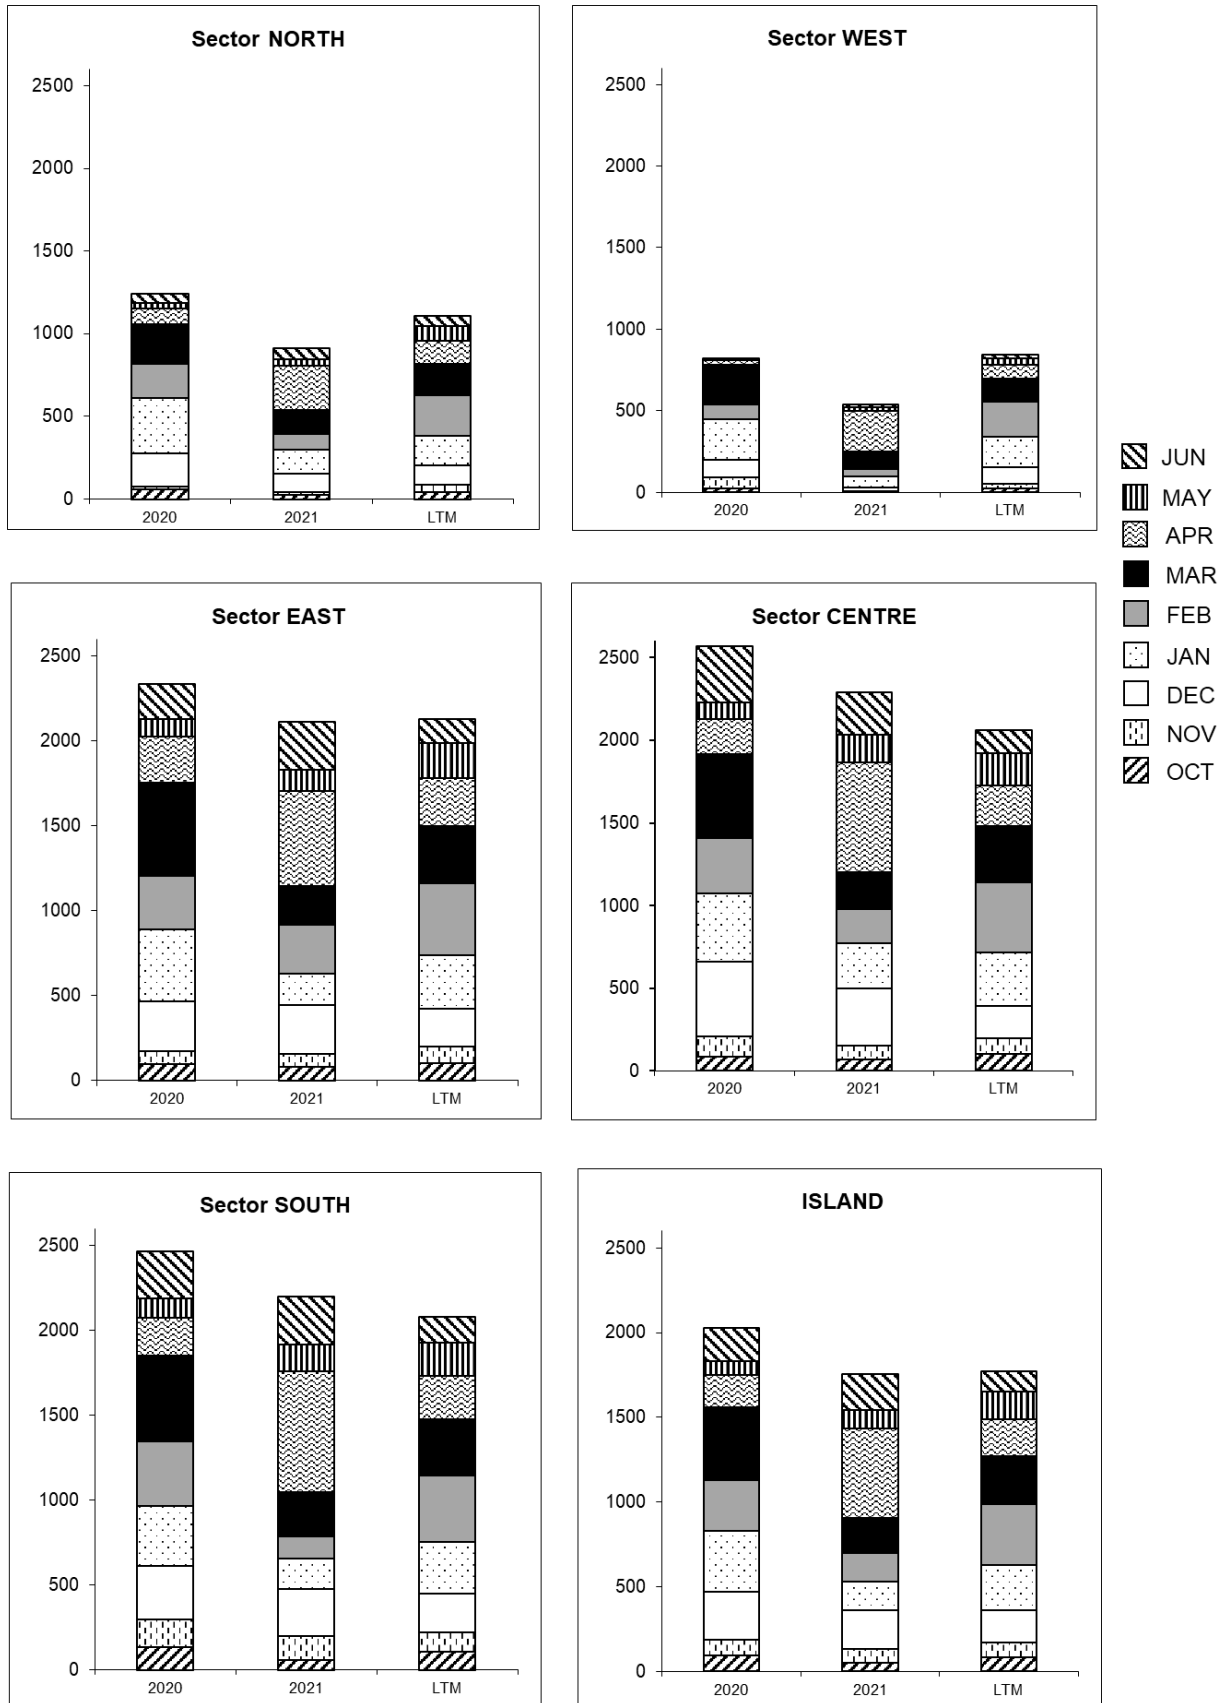 Sector NORTH
2500
2000
1500
1000
500
0
2020 2021 LTM
Sector WEST
2500
2000
1500
1000
500
0
2020 2021 LTM
JUN
MAY
APR
MAR
FEB
JAN
DEC
NOV
OCT
Sector EAST
2500
2000
1500
1000
500
0
2020 2021 LTM
Sector CENTRE
2500
2000
1500
1000
500
0
2020 2021 LTM
Sector SOUTH
2500
2000
1500
1000
500
0
2020 2021 LTM
ISLAND
2500
2000
1500
1000
500
0
2020 2021 LTM